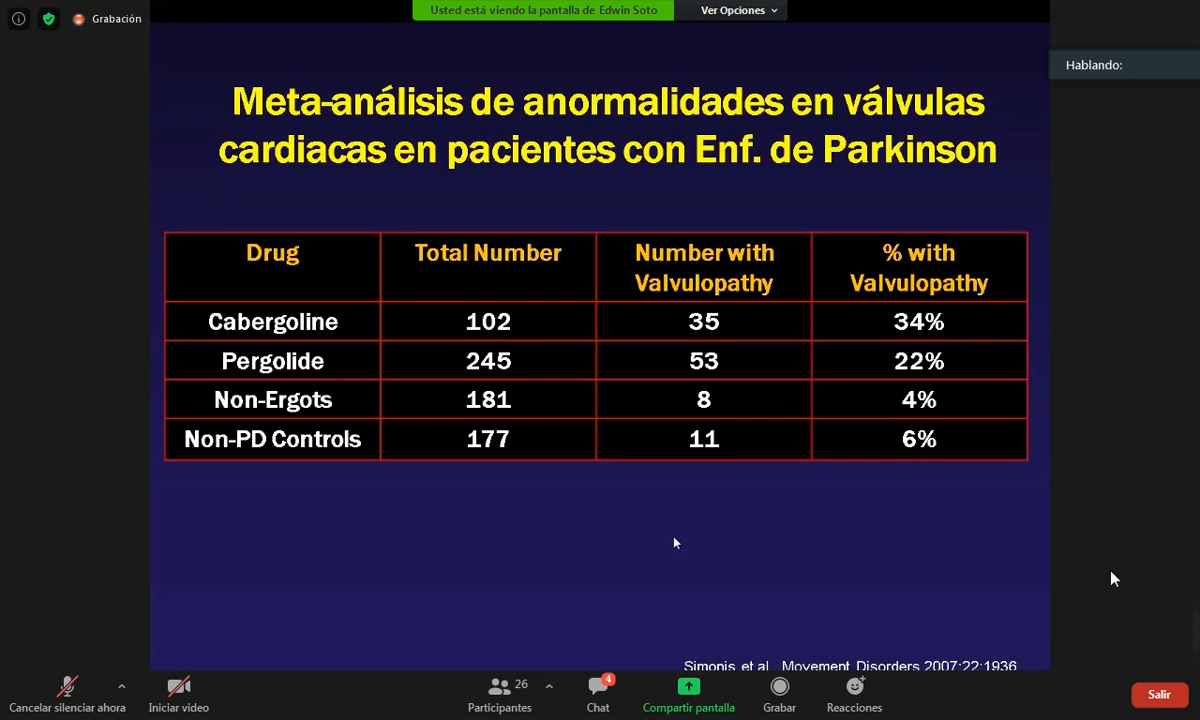 Grabación
Usted está viendo la pantalla de Edwin Soto
Ver Opciones
Hablando:
Meta-análisis de anormalidades en válvulas
cardiacas en pacientes con Enf. de Parkinson
Drug Total Number Number with Valvulopathy % with Valvulopathy
Cabergoline 102 35 34%
Pergolide 245 53 22%
Non-Ergots 181 8 4%
Non-PD Controls 177 11 6%
Simonis et al. Movement Disorders 2007;22:1936
Cancelar silenciar ahora
Iniciar video
26
Participantes
4
Chat
Compartir pantalla
Grabar
Reacciones
Salir